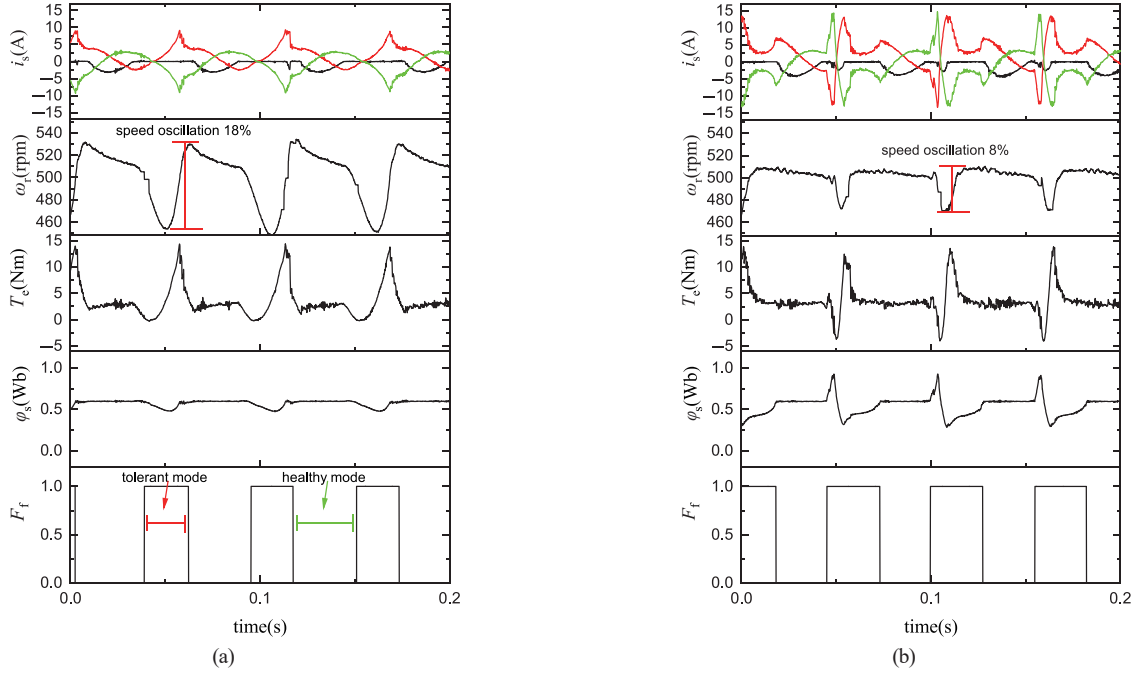 15
10
5
0
−5
−10
−15
i_s(A)
speed oscillation 18%
540
520
500
480
460
ω_r(rpm)
15
10
5
0
−5
T_e(Nm)
1.0
0.5
0.0
φ_s(Wb)
tolerant mode
healthy mode
1.0
0.5
0.0
F_f
0.0
0.1
0.2
time(s)
(a)
15
10
5
0
−5
−10
−15
i_s(A)
speed oscillation 8%
540
520
500
480
460
ω_r(rpm)
15
10
5
0
−5
T_e(Nm)
1.0
0.5
0.0
φ_s(Wb)
1.0
0.5
0.0
F_f
0.0
0.1
0.2
time(s)
(b)